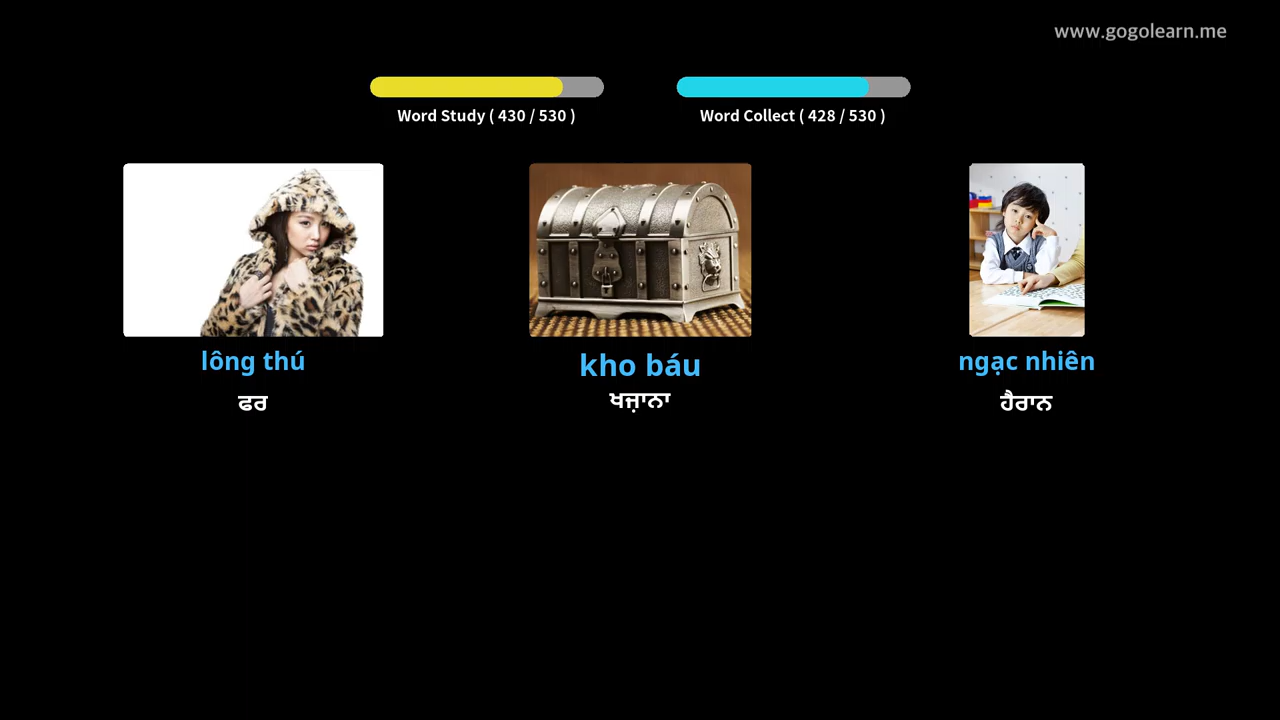 www.gogolearn.me
Word Study ( 430 / 530 )
Word Collect ( 428 / 530 )
lông thú
kho báu
ngạc nhiên
ਫਰ
ਖਜ਼ਾਨਾ
ਹੈਰਾਨ